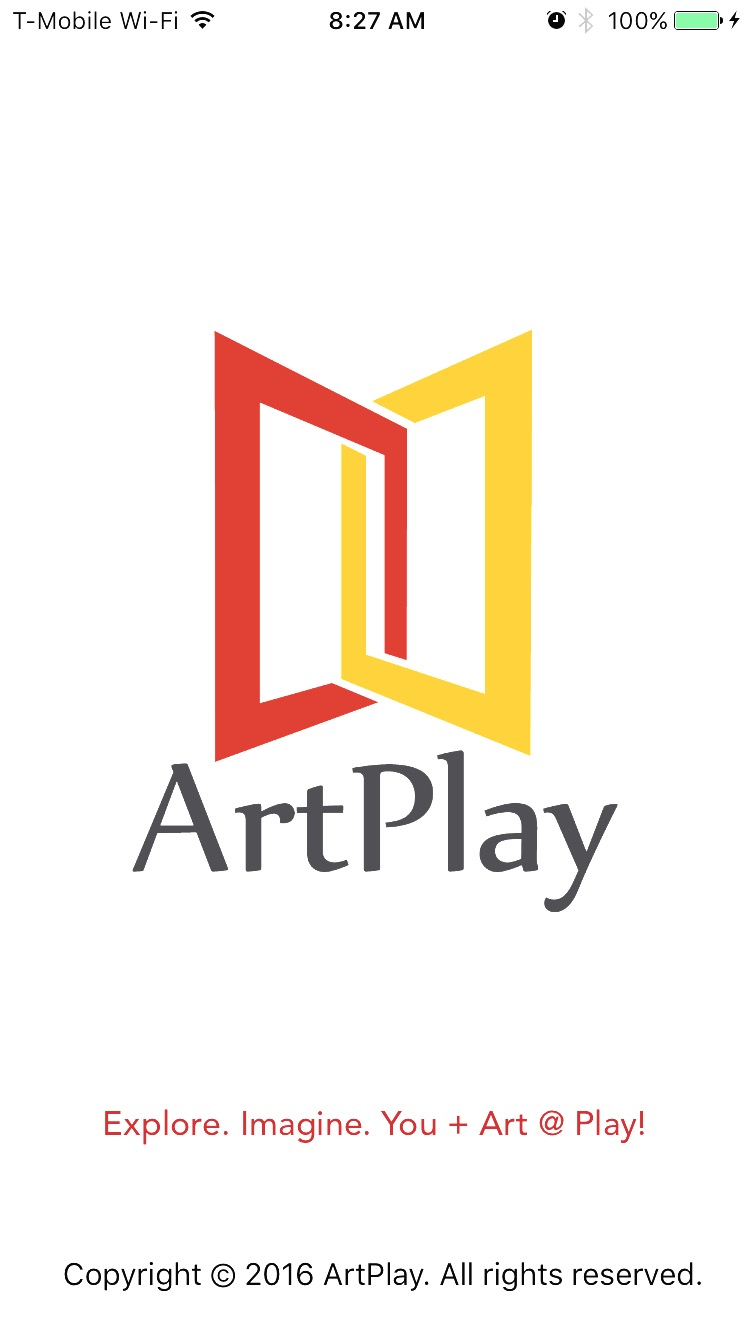 T-Mobile Wi-Fi 8:27 AM 100%
ArtPlay
Explore. Imagine. You + Art @ Play!
Copyright © 2016 ArtPlay. All rights reserved.